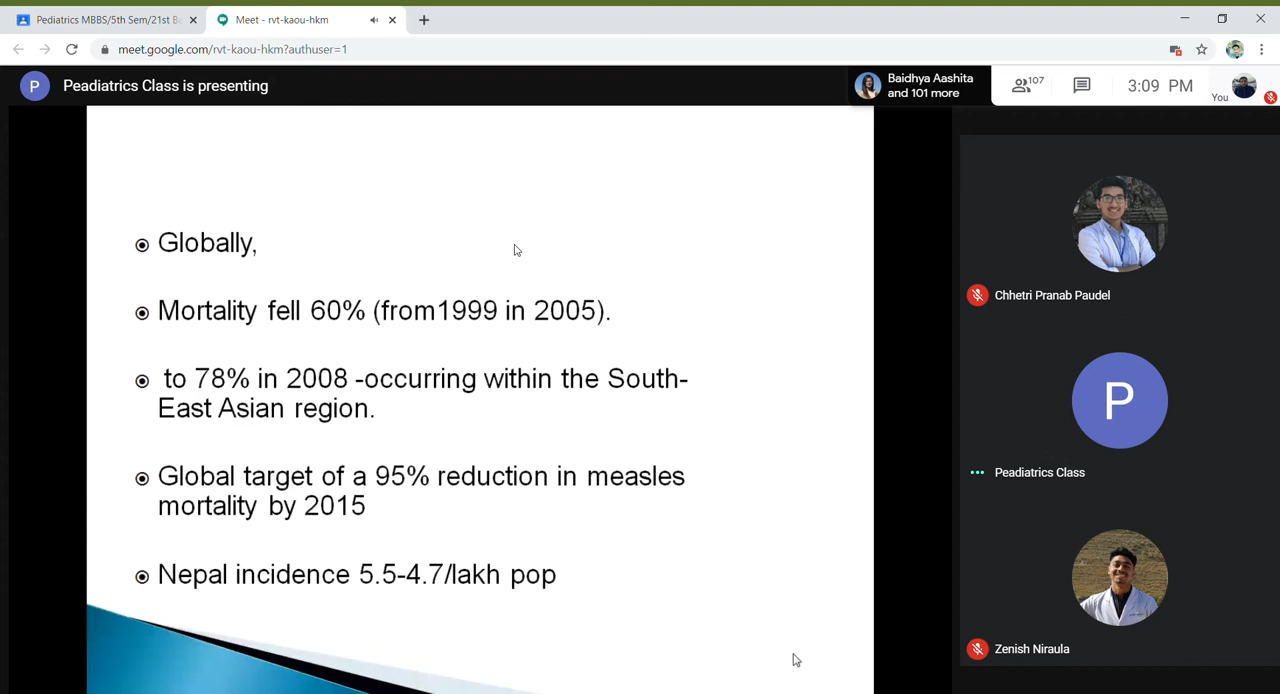 Pediatrics MBBS/5th Sem/21st B
Meet - rvt-kaou-hkm
meet.google.com/rvt-kaou-hkm?authuser=1
P
Peadiatrics Class is presenting
Baidhya Aashita
and 101 more
107
3:09 PM
You
Globally,
Mortality fell 60% (from1999 in 2005).
to 78% in 2008 -occurring within the South-
East Asian region.
Global target of a 95% reduction in measles
mortality by 2015
Nepal incidence 5.5-4.7/lakh pop
Chhetri Pranab Paudel
P
Peadiatrics Class
Zenish Niraula